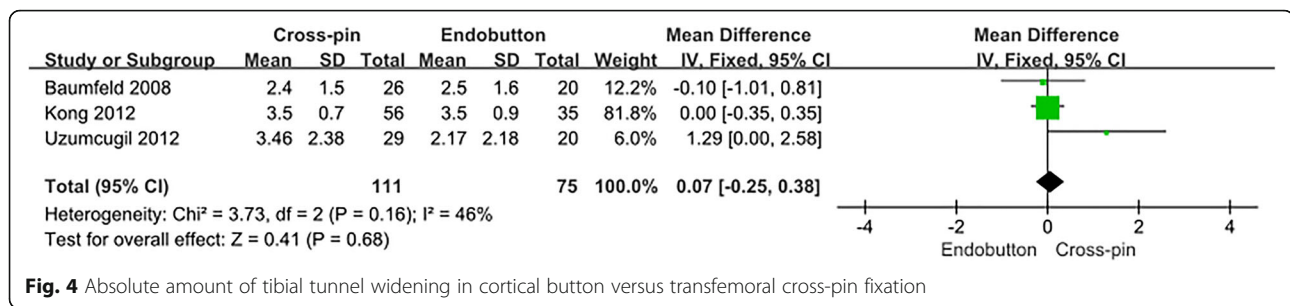 Cross-pin Endobutton Mean Difference Mean Difference
Study or Subgroup Mean SD Total Mean SD Total Weight IV, Fixed, 95% CI IV, Fixed, 95% CI
Baumfeld 2008 2.4 1.5 26 2.5 1.6 20 12.2% -0.10 [-1.01, 0.81]
Kong 2012 3.5 0.7 56 3.5 0.9 35 81.8% 0.00 [-0.35, 0.35]
Uzumcugil 2012 3.46 2.38 29 2.17 2.18 20 6.0% 1.29 [0.00, 2.58]
Total (95% CI) 111 75 100.0% 0.07 [-0.25, 0.38]
Heterogeneity: Chi² = 3.73, df = 2 (P = 0.16); I² = 46%
Test for overall effect: Z = 0.41 (P = 0.68)
-4 -2 0 2 4
Endobutton Cross-pin
Fig. 4 Absolute amount of tibial tunnel widening in cortical button versus transfemoral cross-pin fixation